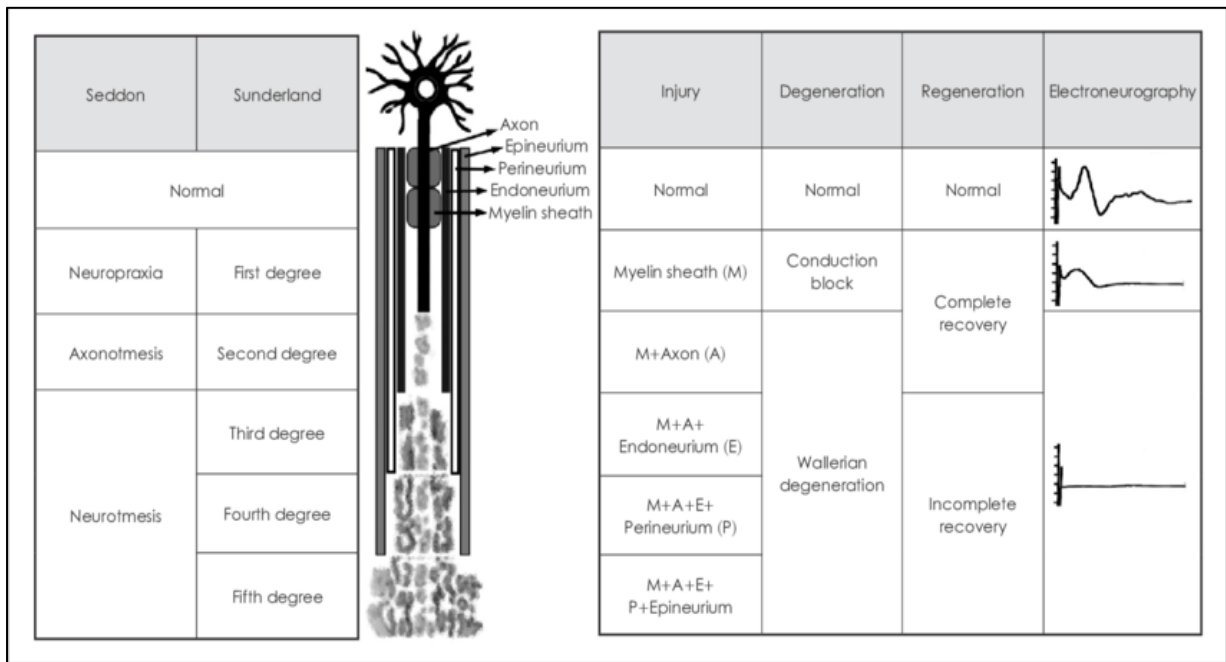 Seddon
Sunderland
Normal
Neuropraxia
First degree
Axonotmesis
Second degree
Neurotmesis
Third degree
Fourth degree
Fifth degree
Axon
Epineurium
Perineurium
Endoneurium
Myelin sheath
Injury
Degeneration
Regeneration
Electroneurography
Normal
Normal
Normal
Myelin sheath (M)
Conduction
block
Complete
recovery
M+Axon (A)
Wallerian
degeneration
M+A+
Endoneurium (E)
Incomplete
recovery
M+A+E+
Perineurium (P)
M+A+E+
P+Epineurium